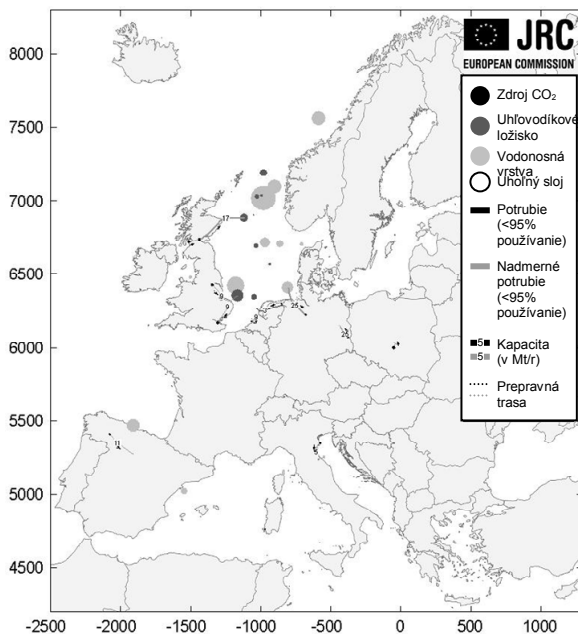 8300
7500
7000
6500
6000
5500
5000
4500
-2500
-2000
-1500
-1000
-500
0
500
1000
JRC
EUROPEAN COMMISSION
Zdroj CO₂
Uhľovodíkové
ložisko
Vodonosná
vrstva
Uhoľný sloj
Potrubie
(<95%
používanie)
Nadmerné
potrubie
(<95%
používanie)
5
Kapacita
5
(v Mt/r)
Prepravná
trasa
17
9
9
9
25
11